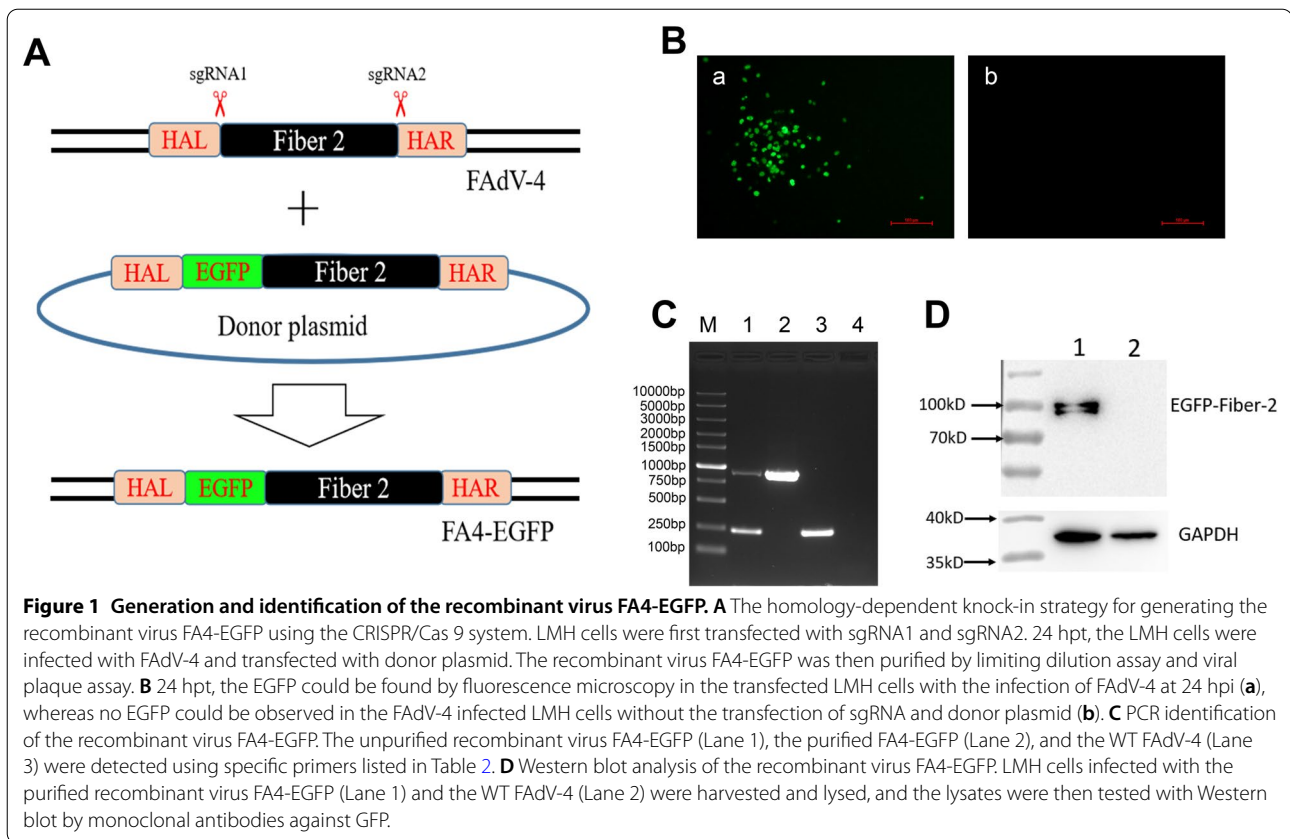 A
sgRNA1
sgRNA2
HAL
Fiber 2
HAR
FAdV-4
+
HAL
EGFP
Fiber 2
HAR
Donor plasmid
HAL
EGFP
Fiber 2
HAR
FA4-EGFP
B
a
b
C
M 1 2 3 4
10000bp
5000bp
3000bp
2000bp
1500bp
1000bp
750bp
500bp
250bp
100bp
D
1 2
100kD
70kD
EGFP-Fiber-2
40kD
35kD
GAPDH
Figure 1 Generation and identification of the recombinant virus FA4-EGFP. A The homology-dependent knock-in strategy for generating the
recombinant virus FA4-EGFP using the CRISPR/Cas 9 system. LMH cells were first transfected with sgRNA1 and sgRNA2. 24 hpt, the LMH cells were
infected with FAdV-4 and transfected with donor plasmid. The recombinant virus FA4-EGFP was then purified by limiting dilution assay and viral
plaque assay. B 24 hpt, the EGFP could be found by fluorescence microscopy in the transfected LMH cells with the infection of FAdV-4 at 24 hpi (a),
whereas no EGFP could be observed in the FAdV-4 infected LMH cells without the transfection of sgRNA and donor plasmid (b). C PCR identification
of the recombinant virus FA4-EGFP. The unpurified recombinant virus FA4-EGFP (Lane 1), the purified FA4-EGFP (Lane 2), and the WT FAdV-4 (Lane
3) were detected using specific primers listed in Table 2. D Western blot analysis of the recombinant virus FA4-EGFP. LMH cells infected with the
purified recombinant virus FA4-EGFP (Lane 1) and the WT FAdV-4 (Lane 2) were harvested and lysed, and the lysates were then tested with Western
blot by monoclonal antibodies against GFP.